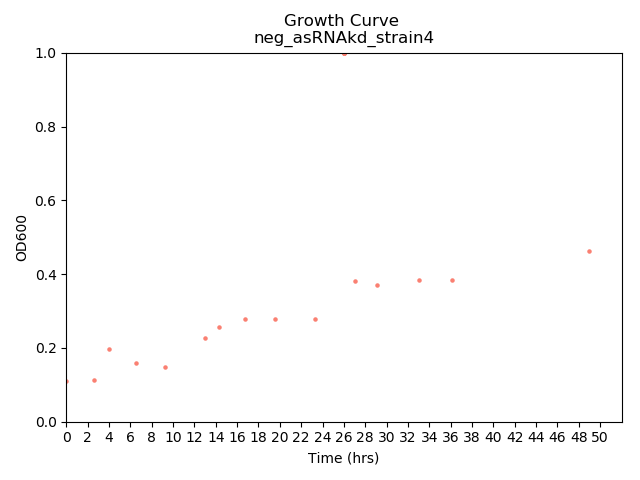 Growth Curve
neg_asRNAkd_strain4
1.0
0.8
0.6
0.4
0.2
0.0
OD600
0 2 4 6 8 10 12 14 16 18 20 22 24 26 28 30 32 34 36 38 40 42 44 46 48 50
Time (hrs)